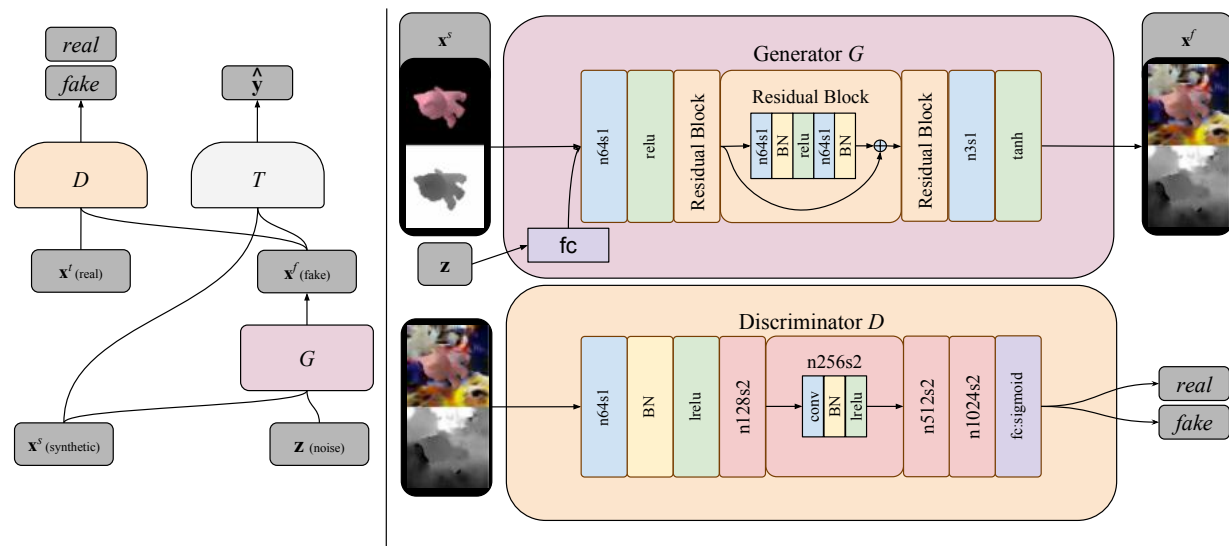 real
fake
ŷ
D
T
x^t (real)
x^f (fake)
G
x^s (synthetic)
z (noise)
x^s
Generator G
x^f
n64s1
relu
Residual Block
Residual Block
n64s1
BN
relu
n64s1
BN
Residual Block
n3s1
tanh
z
fc
Discriminator D
n64s1
BN
lrelu
n128s2
n256s2
conv
BN
lrelu
n512s2
n1024s2
fc:sigmoid
real
fake